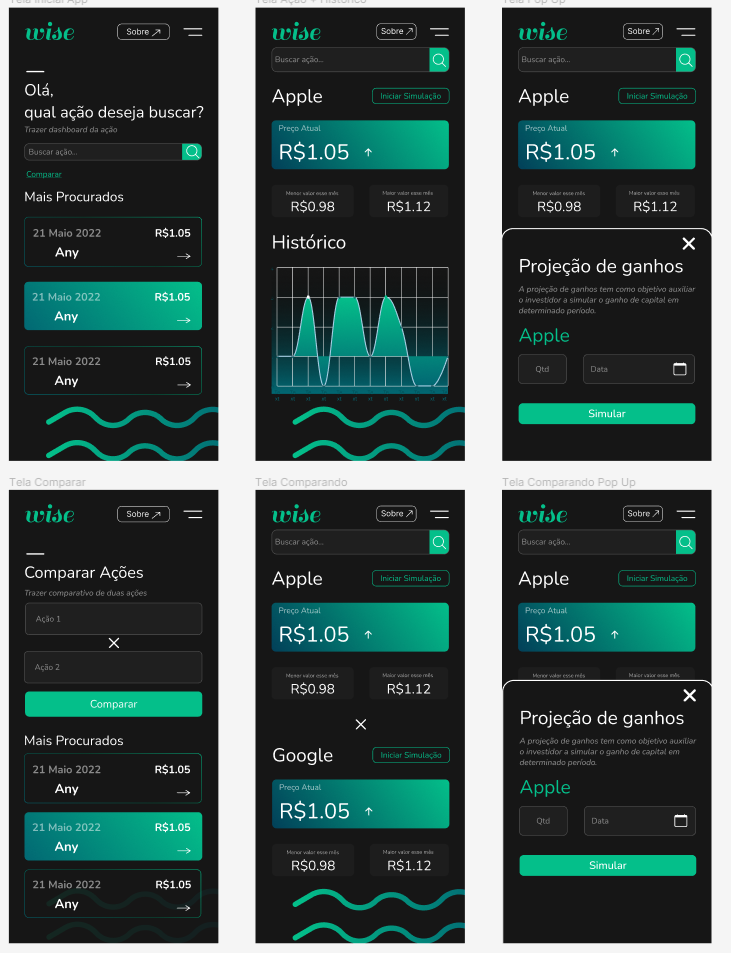 Tela Inicial App
wise
Sobre
Olá,
qual ação deseja buscar?
Trazer dashboard da ação
Buscar ação...
Comparar
Mais Procurados
21 Maio 2022 R$1.05
Any
21 Maio 2022 R$1.05
Any
21 Maio 2022 R$1.05
Any
Tela Ação + Histórico
wise
Sobre
Buscar ação...
Apple
Iniciar Simulação
Preço Atual
R$1.05
Menor valor esse mês
R$0.98
Maior valor esse mês
R$1.12
Histórico
Tela Pop Up
wise
Sobre
Buscar ação...
Apple
Iniciar Simulação
Preço Atual
R$1.05
Menor valor esse mês
R$0.98
Maior valor esse mês
R$1.12
Projeção de ganhos
A projeção de ganhos tem como objetivo auxiliar
o investidor a simular o ganho de capital em
determinado período.
Apple
Qtd
Data
Simular
Tela Comparar
wise
Sobre
Comparar Ações
Trazer comparativo de duas ações
Ação 1
Ação 2
Comparar
Mais Procurados
21 Maio 2022 R$1.05
Any
21 Maio 2022 R$1.05
Any
21 Maio 2022 R$1.05
Any
Tela Comparando
wise
Sobre
Buscar ação...
Apple
Iniciar Simulação
Preço Atual
R$1.05
Menor valor esse mês
R$0.98
Maior valor esse mês
R$1.12
Google
Iniciar Simulação
Preço Atual
R$1.05
Menor valor esse mês
R$0.98
Maior valor esse mês
R$1.12
Tela Comparando Pop Up
wise
Sobre
Buscar ação...
Apple
Iniciar Simulação
Preço Atual
R$1.05
Menor valor esse mês
Maior valor esse mês
Projeção de ganhos
A projeção de ganhos tem como objetivo auxiliar
o investidor a simular o ganho de capital em
determinado período.
Apple
Qtd
Data
Simular